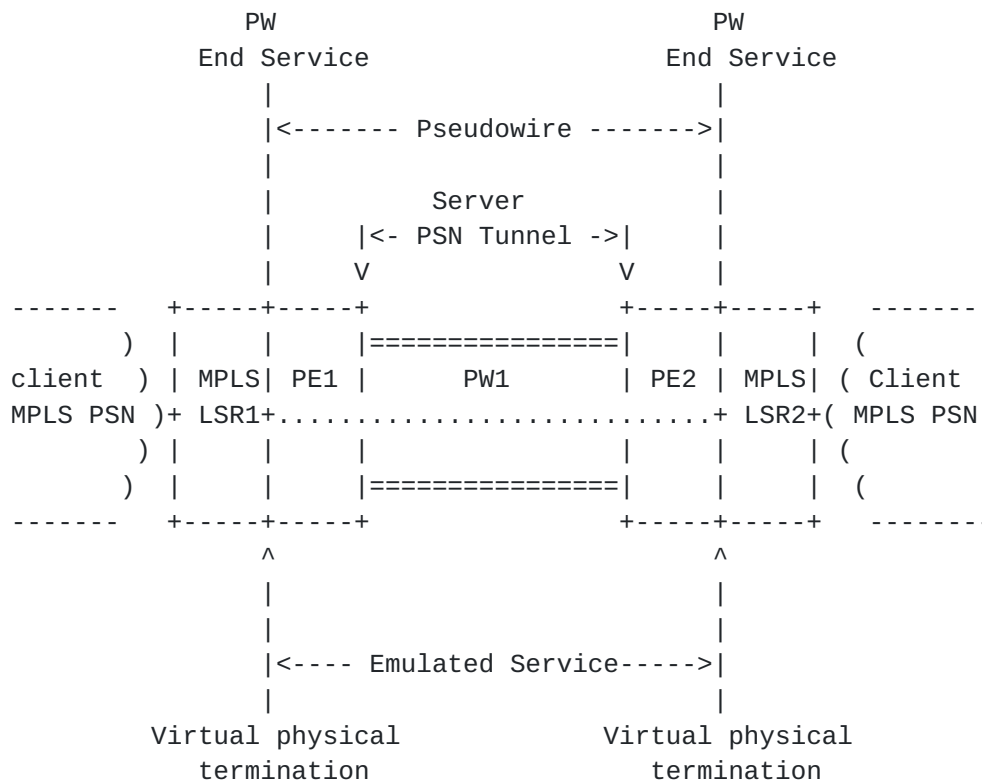 PW                            PW
End Service                   End Service
|                            |
|<------- Pseudowire ------->|
|                            |
|          Server            |
|     |<- PSN Tunnel ->|     |
|     V                V     |
-------   +-----+-----+                +-----+-----+   -------
)  |     |     |================|     |     |  (
client  ) | MPLS| PE1 |      PW1       | PE2 | MPLS| ( Client
MPLS PSN )+ LSR1+............................+ LSR2+( MPLS PSN
) |     |     |                |     |     | (
)  |     |     |================|     |     |  (
-------   +-----+-----+                +-----+-----+   --------
^                            ^
|                            |
|                            |
|<---- Emulated Service----->|
|                            |
Virtual physical             Virtual physical
termination                  termination